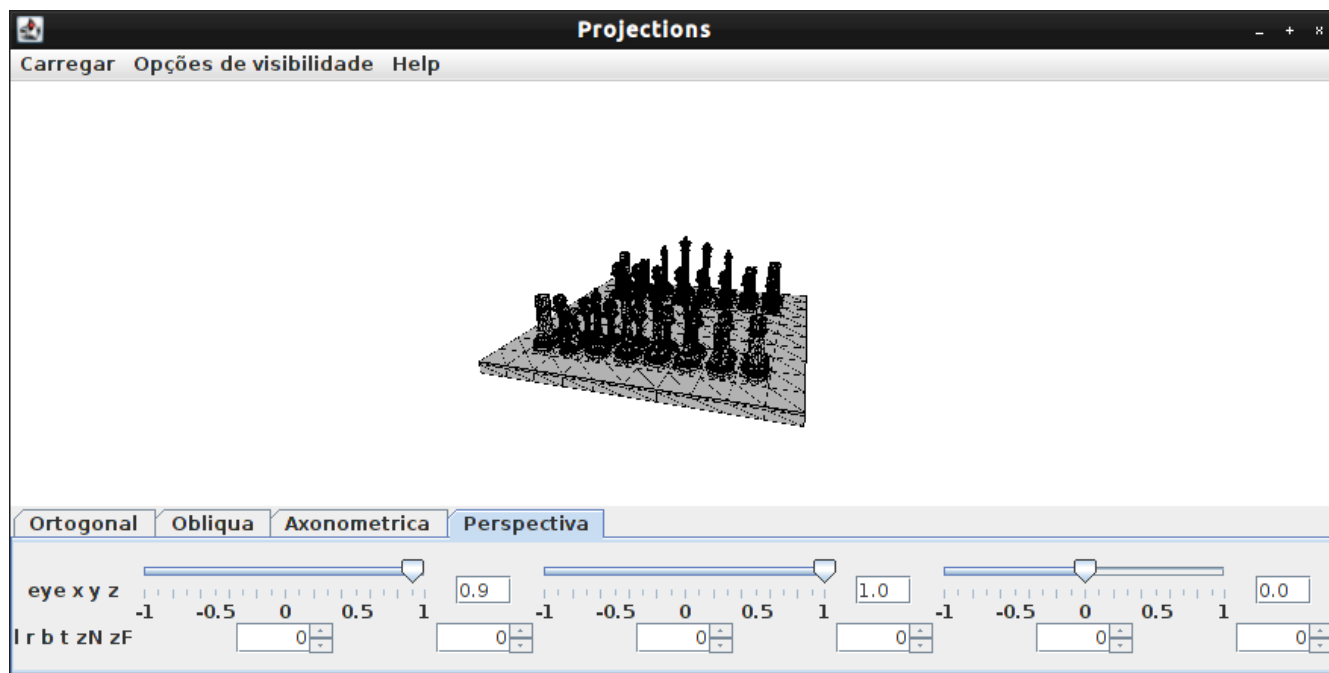 Projections
Carregar Opções de visibilidade Help
Ortogonal Obliqua Axonometrica Perspectiva
eye x y z 0.9 1.0 0.0
-1 -0.5 0 0.5 1 -1 -0.5 0 0.5 1 -1 -0.5 0 0.5 1
l r b t zN zF 0 0 0 0 0 0